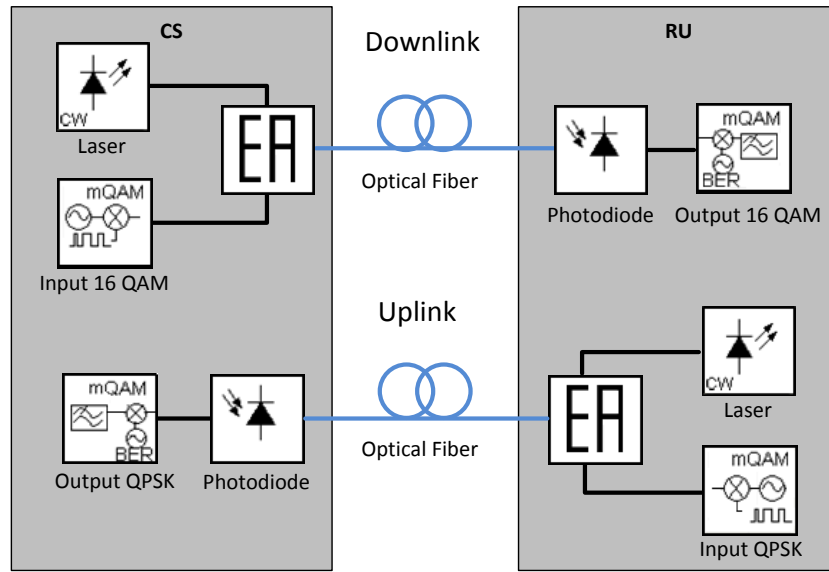 CS
Downlink
RU
CW
Laser
EA
Optical Fiber
mQAM
BER
Photodiode
Output 16 QAM
mQAM
Input 16 QAM
Uplink
mQAM
BER
Output QPSK
Photodiode
Optical Fiber
EA
CW
Laser
mQAM
Input QPSK